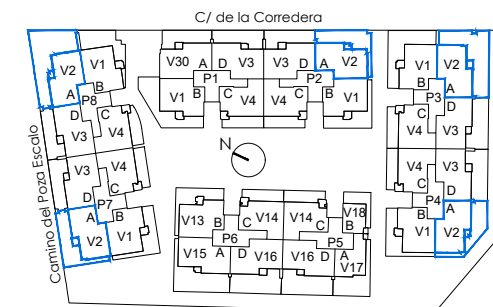 C/ de la Corredera
V2 V1 V30 A D V3 V3 D A V2 V1 V2
A B P1 P2 D A
P8 V1 B C V4 V4 C B V1 B P3
D C C D
V3 V4 V4 V3
Camino del Poza Escalo
N
V3 V4 V4 V3
D C C D
P7 P4
A B V13 B C V14 V14 C B V18 B A
V2 V1 P6 P5 V1 V2
V15 A D V16 V16 D A V17